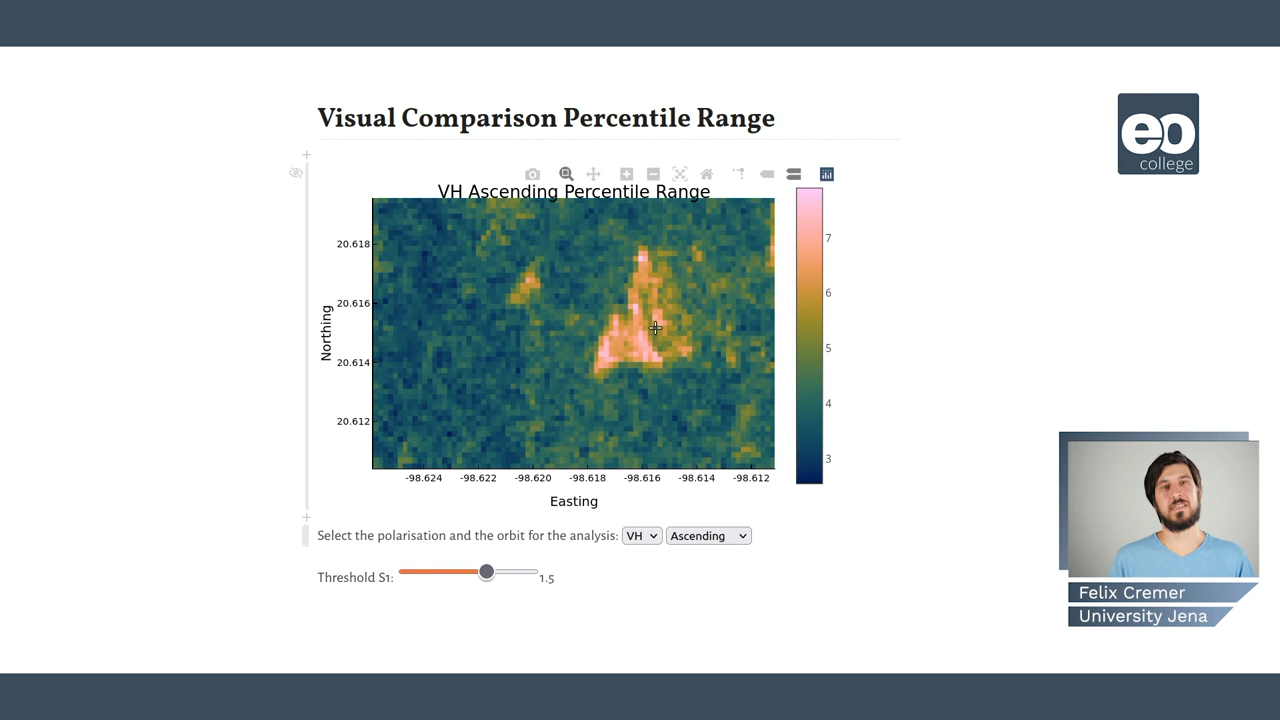 Visual Comparison Percentile Range
eo
college
VH Ascending Percentile Range
20.618
20.616
20.614
20.612
Northing
-98.624 -98.622 -98.620 -98.618 -98.616 -98.614 -98.612
Easting
7
6
5
4
3
Select the polarisation and the orbit for the analysis: VH Ascending
Threshold S1: 1.5
Felix Cremer
University Jena